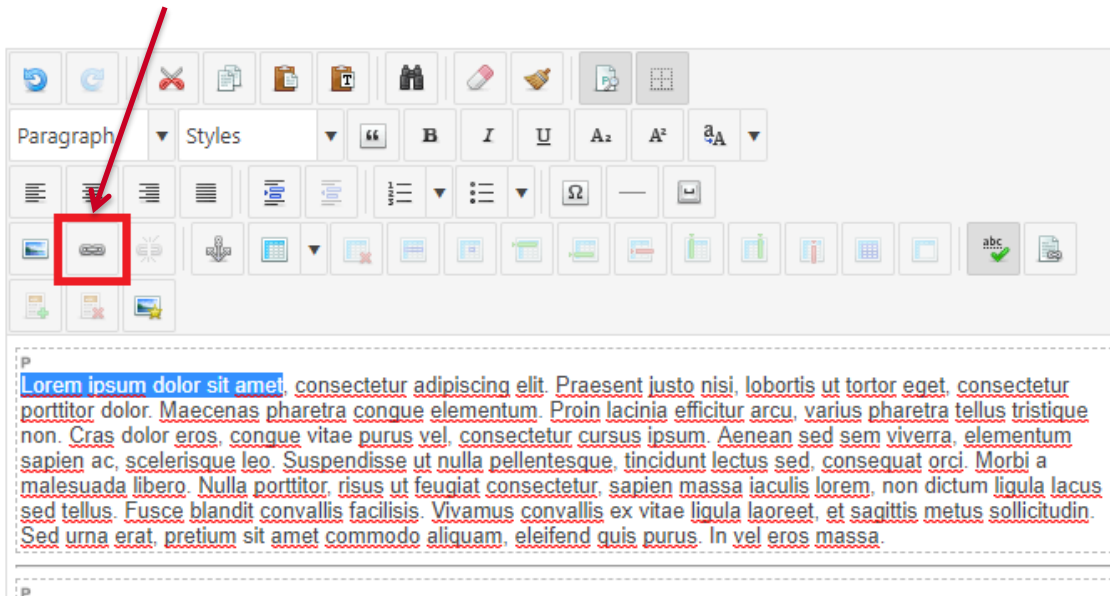 Paragraph Styles “ B I U A₂ A² aA
Ω
abc
P
Lorem ipsum dolor sit amet, consectetur adipiscing elit. Praesent justo nisi, lobortis ut tortor eget, consectetur
porttitor dolor. Maecenas pharetra congue elementum. Proin lacinia efficitur arcu, varius pharetra tellus tristique
non. Cras dolor eros, congue vitae purus vel, consectetur cursus ipsum. Aenean sed sem viverra, elementum
sapien ac, scelerisque leo. Suspendisse ut nulla pellentesque, tincidunt lectus sed, consequat orci. Morbi a
malesuada libero. Nulla porttitor, risus ut feugiat consectetur, sapien massa iaculis lorem, non dictum ligula lacus
sed tellus. Fusce blandit convallis facilisis. Vivamus convallis ex vitae ligula laoreet, et sagittis metus sollicitudin.
Sed urna erat, pretium sit amet commodo aliquam, eleifend quis purus. In vel eros massa.
P